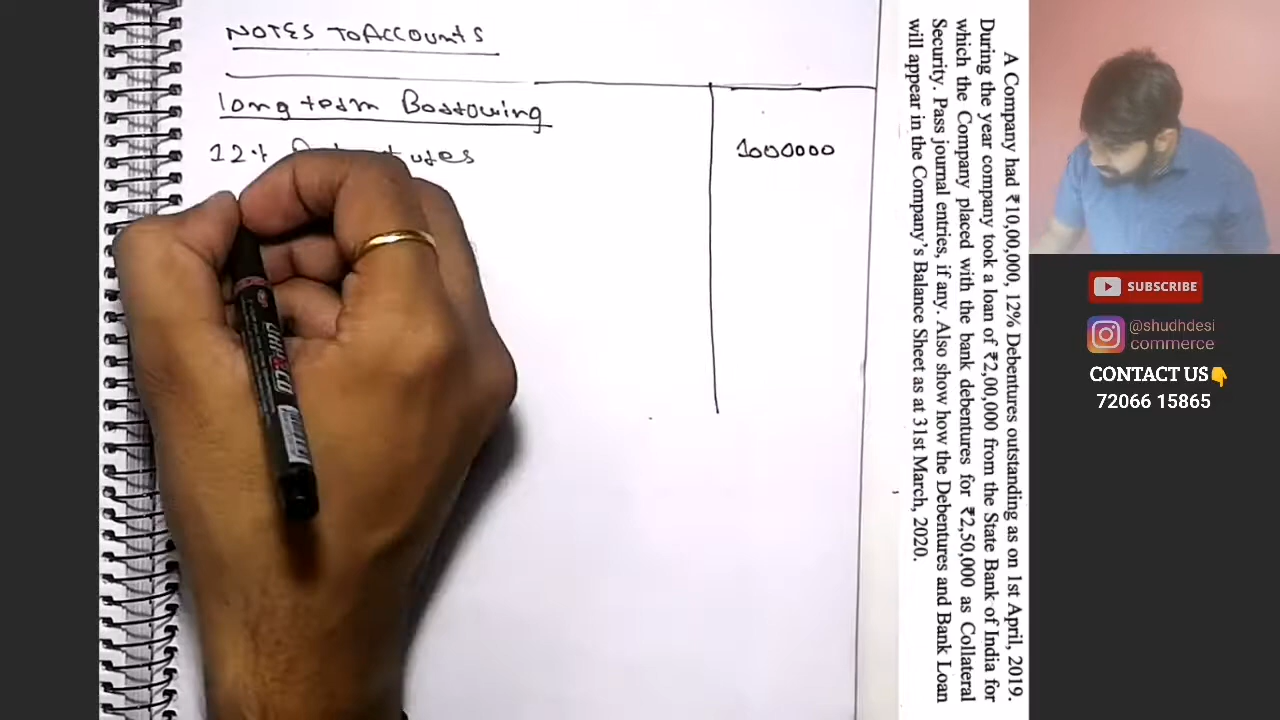 NOTES TO ACCOUNTS
long term Borrowing
12%
1000000
A Company had ₹10,00,000, 12% Debentures outstanding as on 1st April, 2019.
During the year company took a loan of ₹2,00,000 from the State Bank of India for
which the Company placed with the bank debentures for ₹2,50,000 as Collateral
Security. Pass journal entries, if any. Also show how the Debentures and Bank Loan
will appear in the Company's Balance Sheet as at 31st March, 2020.
SUBSCRIBE
@shudhdesi
commerce
CONTACT US👇
72066 15865